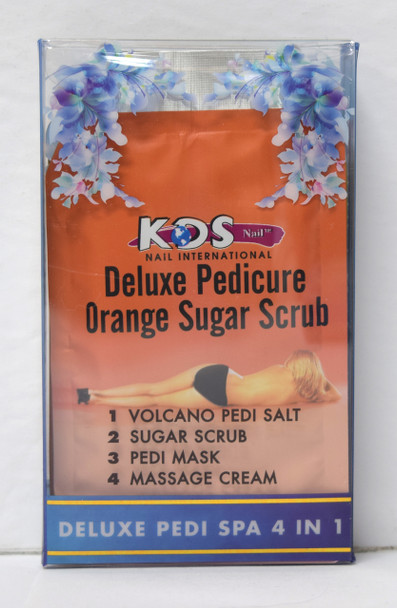 KDS Nail™
NAIL INTERNATIONAL
Deluxe Pedicure
Orange Sugar Scrub
1 VOLCANO PEDI SALT
2 SUGAR SCRUB
3 PEDI MASK
4 MASSAGE CREAM
DELUXE PEDI SPA 4 IN 1